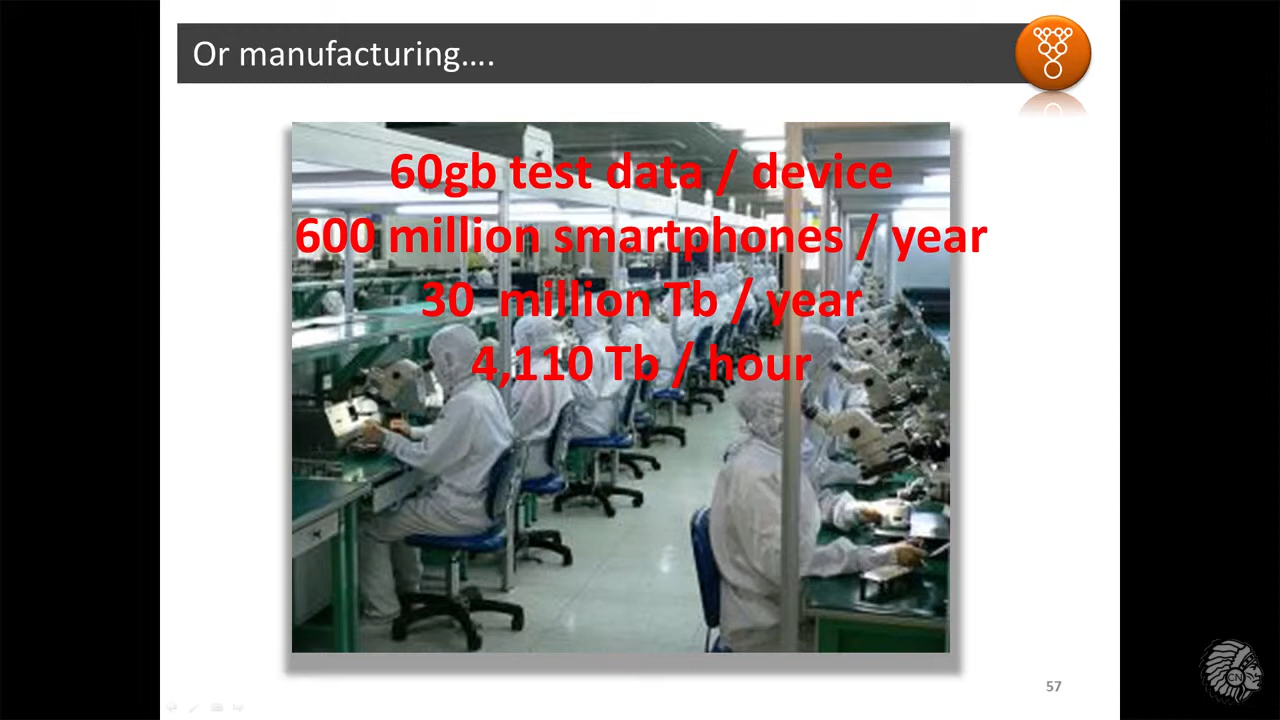 Or manufacturing....
60gb test data / device
600 million smartphones / year
30 million Tb / year
4,110 Tb / hour
57
CN